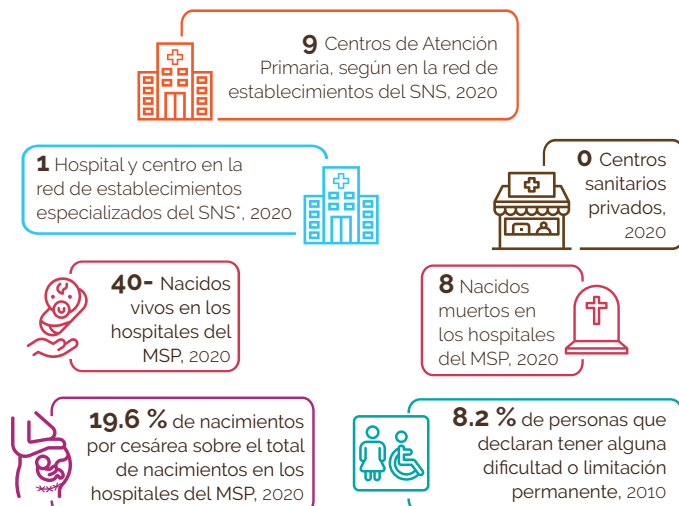 9 Centros de Atención
Primaria, según en la red de
establecimientos del SNS, 2020
1 Hospital y centro en la
red de establecimientos
especializados del SNS*, 2020
0 Centros
sanitarios
privados,
2020
40- Nacidos
vivos en los
hospitales del
MSP, 2020
8 Nacidos
muertos en
los hospitales
del MSP, 2020
19.6 % de nacimientos
por cesárea sobre el total
de nacimientos en los
hospitales del MSP, 2020
8.2 % de personas que
declaran tener alguna
dificultad o limitación
permanente, 2010